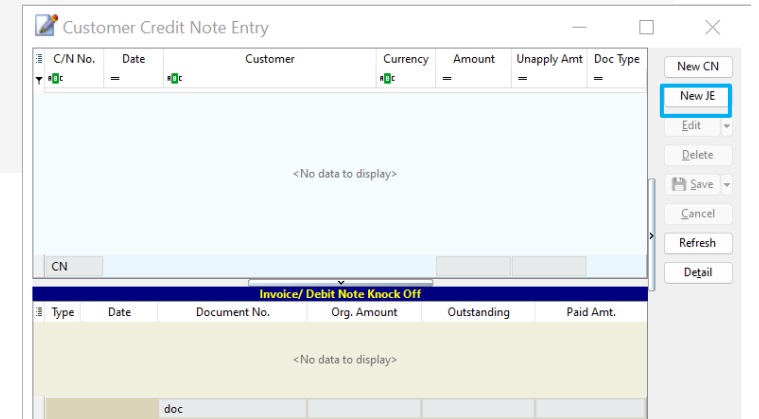 Customer Credit Note Entry
C/N No. Date Customer Currency Amount Unapply Amt Doc Type
= = = =
<No data to display>
CN
New CN
New JE
Edit
Delete
Save
Cancel
Refresh
Detail
Invoice/ Debit Note Knock Off
Type Date Document No. Org. Amount Outstanding Paid Amt.
<No data to display>
doc